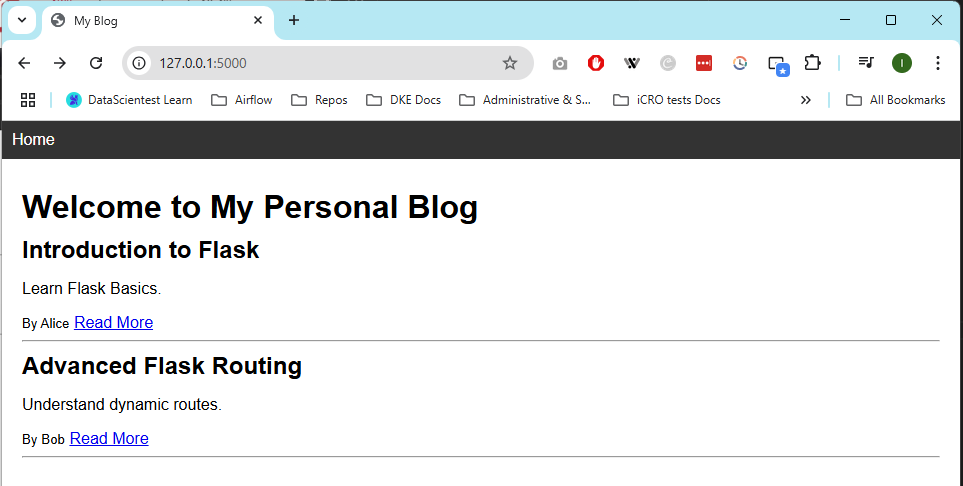 My Blog
127.0.0.1:5000
I
DataScientest Learn Airflow Repos DKE Docs Administrative & S... iCRO tests Docs All Bookmarks
Home
Welcome to My Personal Blog
Introduction to Flask
Learn Flask Basics.
By Alice Read More
Advanced Flask Routing
Understand dynamic routes.
By Bob Read More